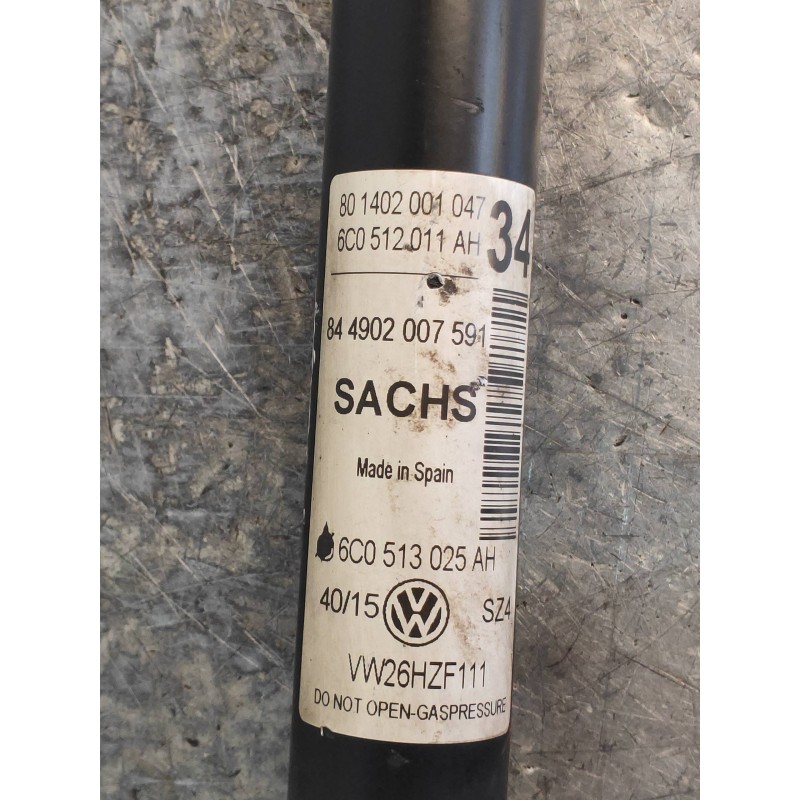 80 1402 001 047
6C0 512 011 AH
34
84 4902 007 591
SACHS
Made in Spain
6C0 513 025 AH
40/15 VW SZ4
VW26HZF111
DO NOT OPEN-GASPRESSURE